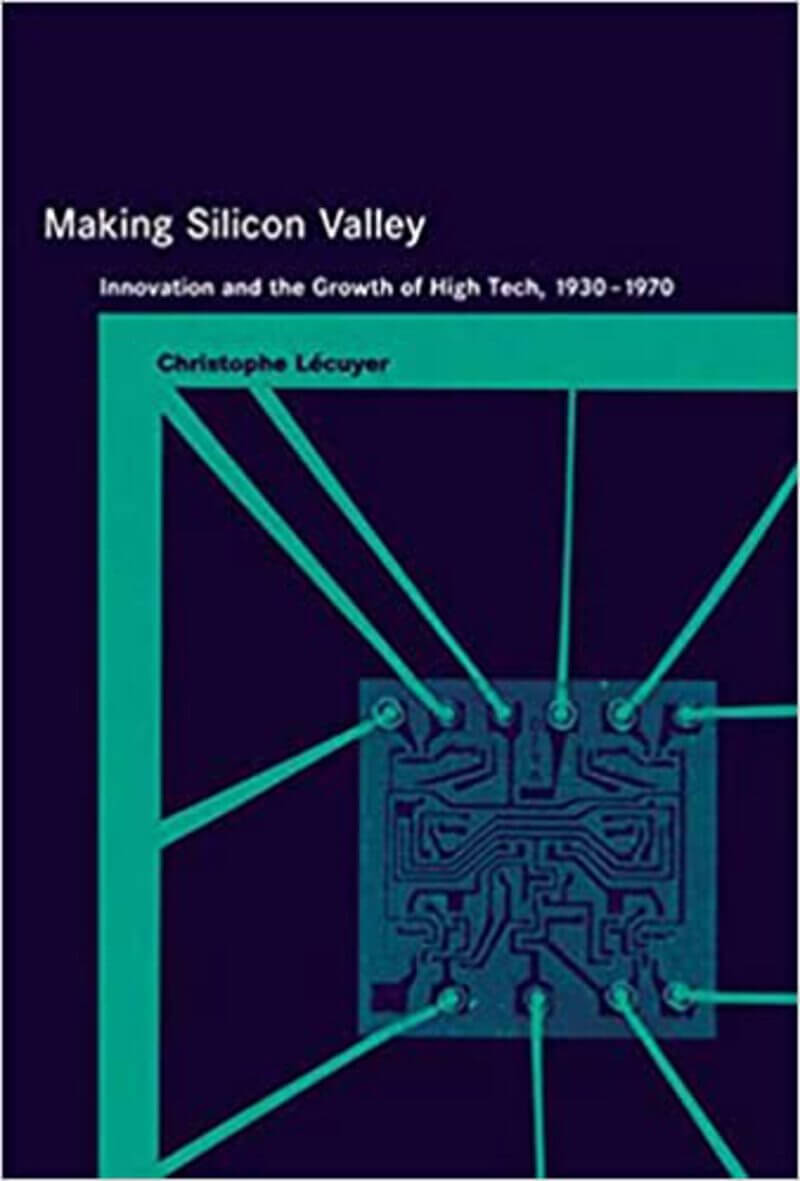 Making Silicon Valley
Innovation and the Growth of High Tech, 1930–1970
Christophe Lécuyer